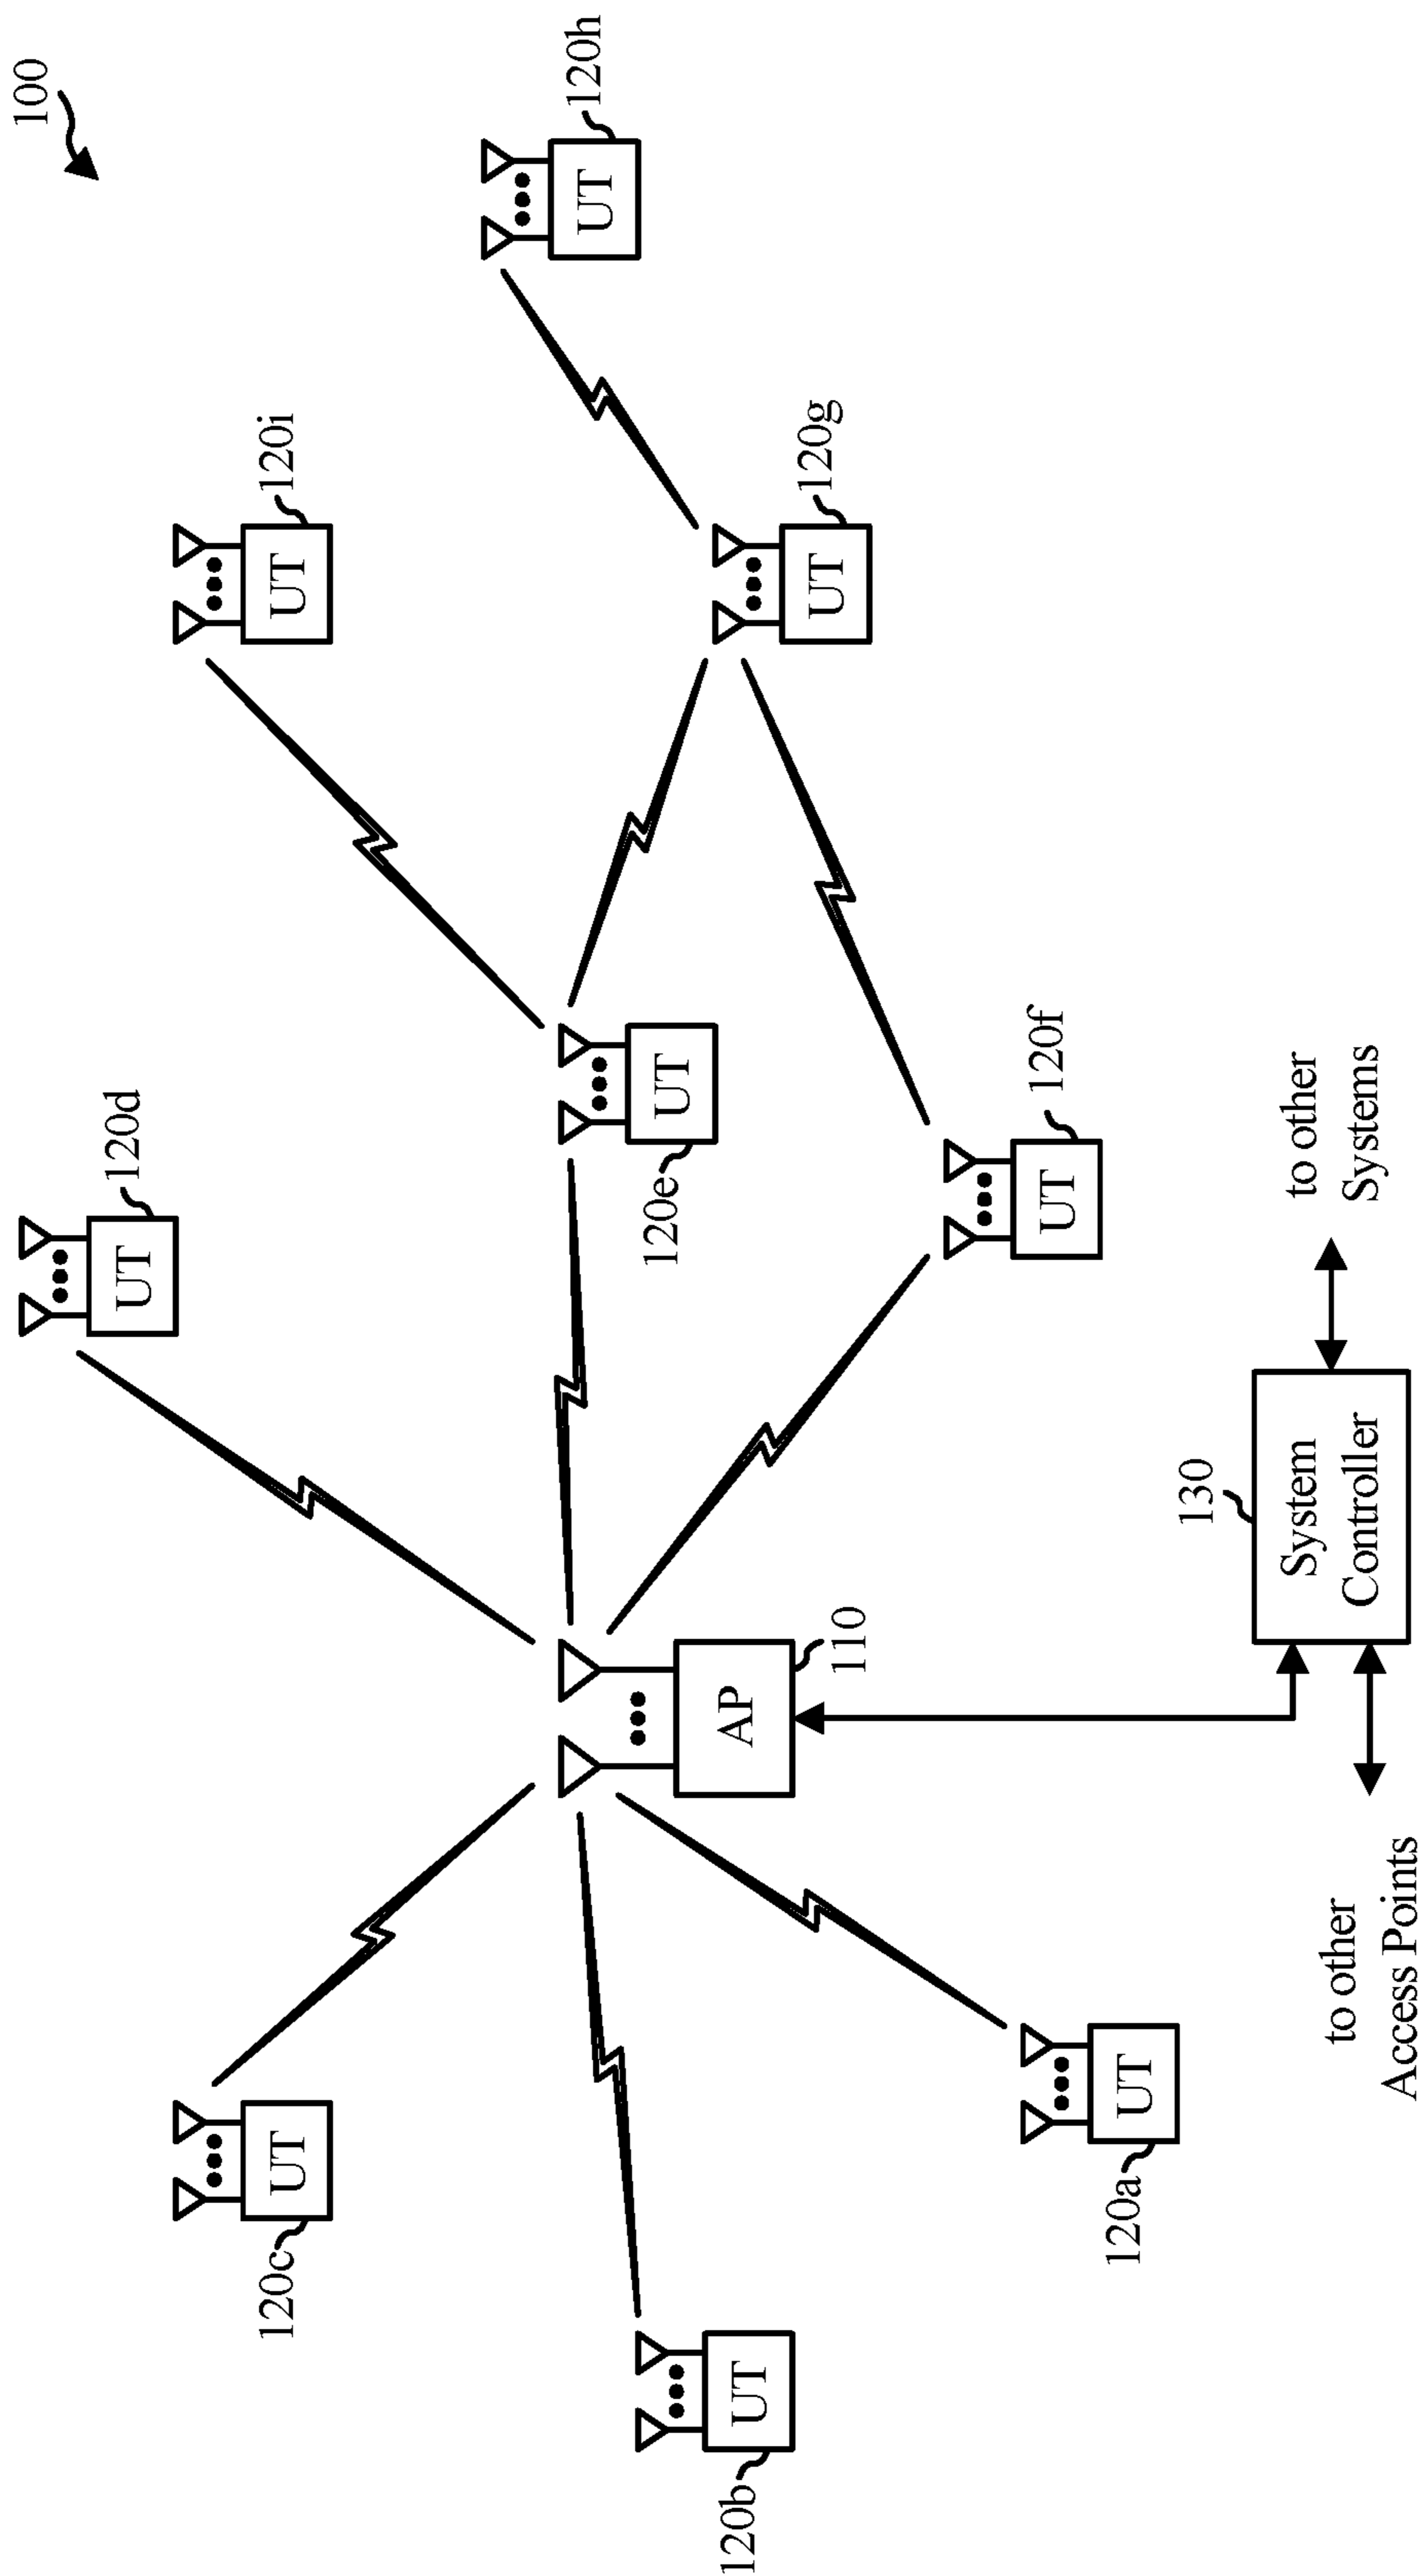 100
UT
120d
UT
120c
UT
120i
UT
120h
UT
120e
UT
120b
AP
110
UT
120g
UT
120a
UT
120f
130
System
Controller
to other
Access Points
to other
Systems